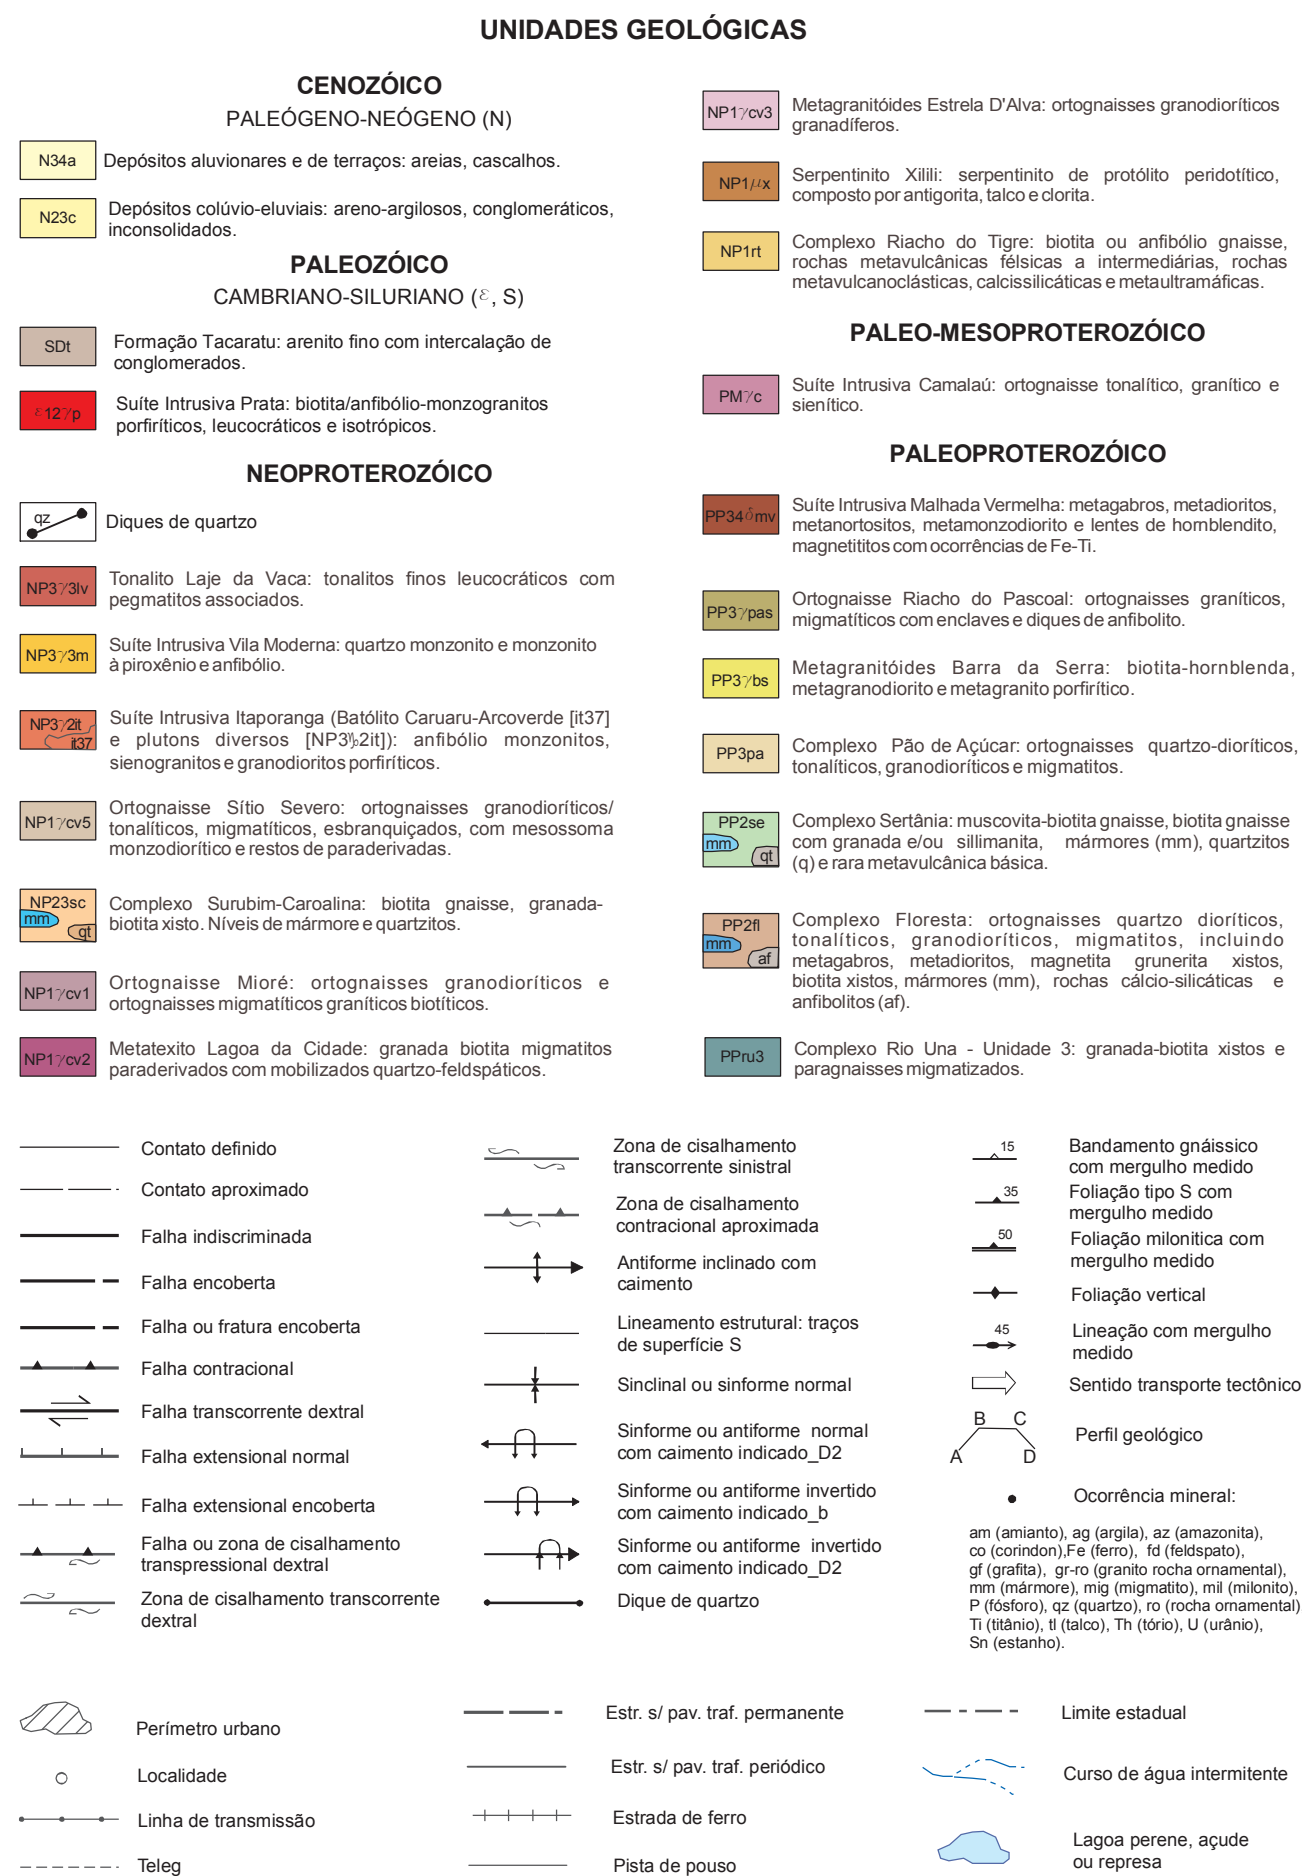 UNIDADES GEOLÓGICAS
CENOZÓICO
PALEÓGENO-NEÓGENO (N)
N34a
Depósitos aluvionares e de terraços: areias, cascalhos.
N23c
Depósitos colúvio-eluviais: areno-argilosos, conglomeráticos,
inconsolidados.
PALEOZÓICO
CAMBRIANO-SILURIANO (ε, S)
SDt
Formação Tacaratu: arenito fino com intercalação de
conglomerados.
ε12γp
Suíte Intrusiva Prata: biotita/anfibólio-monzogranitos
porfiríticos, leucocráticos e isotrópicos.
NEOPROTEROZÓICO
qz
Diques de quartzo
NP3γ3lv
Tonalito Laje da Vaca: tonalitos finos leucocráticos com
pegmatitos associados.
NP3γ3m
Suíte Intrusiva Vila Moderna: quartzo monzonito e monzonito
à piroxênio e anfibólio.
NP3γ2it
it37
Suíte Intrusiva Itaporanga (Batólito Caruaru-Arcoverde [it37]
e plutons diversos [NP3γ2it]): anfibólio monzonitos,
sienogranitos e granodioritos porfiríticos.
NP1γcv5
Ortognaisse Sítio Severo: ortognaisses granodioríticos/
tonalíticos, migmatíticos, esbranquiçados, com mesossoma
monzodiorítico e restos de paraderivadas.
NP23sc
mm
qt
Complexo Surubim-Caroalina: biotita gnaisse, granada-
biotita xisto. Níveis de mármore e quartzitos.
NP1γcv1
Ortognaisse Mioré: ortognaisses granodioríticos e
ortognaisses migmatíticos graníticos biotíticos.
NP1γcv2
Metatexito Lagoa da Cidade: granada biotita migmatitos
paraderivados com mobilizados quartzo-feldspáticos.
NP1γcv3
Metagranitóides Estrela D'Alva: ortognaisses granodioríticos
granadíferos.
NP1μx
Serpentinito Xilili: serpentinito de protólito peridotítico,
composto por antigorita, talco e clorita.
NP1rt
Complexo Riacho do Tigre: biotita ou anfibólio gnaisse,
rochas metavulcânicas félsicas a intermediárias, rochas
metavulcanoclásticas, calcissilicáticas e metaultramáficas.
PALEO-MESOPROTEROZÓICO
PMγc
Suíte Intrusiva Camalaú: ortognaisse tonalítico, granítico e
sienítico.
PALEOPROTEROZÓICO
PP34δmv
Suíte Intrusiva Malhada Vermelha: metagabros, metadioritos,
metanortositos, metamonzodiorito e lentes de hornblendito,
magnetititos com ocorrências de Fe-Ti.
PP3γpas
Ortognaisse Riacho do Pascoal: ortognaisses graníticos,
migmatíticos com enclaves e diques de anfibolito.
PP3γbs
Metagranitóides Barra da Serra: biotita-hornblenda,
metagranodiorito e metagranito porfirítico.
PP3pa
Complexo Pão de Açúcar: ortognaisses quartzo-dioríticos,
tonalíticos, granodioríticos e migmatitos.
PP2se
mm
qt
Complexo Sertânia: muscovita-biotita gnaisse, biotita gnaisse
com granada e/ou sillimanita, mármores (mm), quartzitos
(q) e rara metavulcânica básica.
PP2fl
mm
af
Complexo Floresta: ortognaisses quartzo dioríticos,
tonalíticos, granodioríticos, migmatitos, incluindo
metagabros, metadioritos, magnetita grunerita xistos,
biotita xistos, mármores (mm), rochas cálcio-silicáticas e
anfibolitos (af).
PPru3
Complexo Rio Una - Unidade 3: granada-biotita xistos e
paragnaisses migmatizados.
Contato definido
Contato aproximado
Falha indiscriminada
Falha encoberta
Falha ou fratura encoberta
Falha contracional
Falha transcorrente dextral
Falha extensional normal
Falha extensional encoberta
Falha ou zona de cisalhamento
transpressional dextral
Zona de cisalhamento transcorrente
dextral
Zona de cisalhamento
transcorrente sinistral
Zona de cisalhamento
contracional aproximada
Antiforme inclinado com
caimento
Lineamento estrutural: traços
de superfície S
Sinclinal ou sinforme normal
Sinforme ou antiforme normal
com caimento indicado_D2
Sinforme ou antiforme invertido
com caimento indicado_b
Sinforme ou antiforme invertido
com caimento indicado_D2
Dique de quartzo
15
Bandamento gnáissico
com mergulho medido
35
Foliação tipo S com
mergulho medido
50
Foliação milonitica com
mergulho medido
Foliação vertical
45
Lineação com mergulho
medido
Sentido transporte tectônico
B C
A D
Perfil geológico
Ocorrência mineral:
am (amianto), ag (argila), az (amazonita),
co (corindon),Fe (ferro), fd (feldspato),
gf (grafita), gr-ro (granito rocha ornamental),
mm (mármore), mig (migmatito), mil (milonito),
P (fósforo), qz (quartzo), ro (rocha ornamental)
Ti (titânio), tl (talco), Th (tório), U (urânio),
Sn (estanho).
Perímetro urbano
Localidade
Linha de transmissão
Teleg
Estr. s/ pav. traf. permanente
Estr. s/ pav. traf. periódico
Estrada de ferro
Pista de pouso
Limite estadual
Curso de água intermitente
Lagoa perene, açude
ou represa